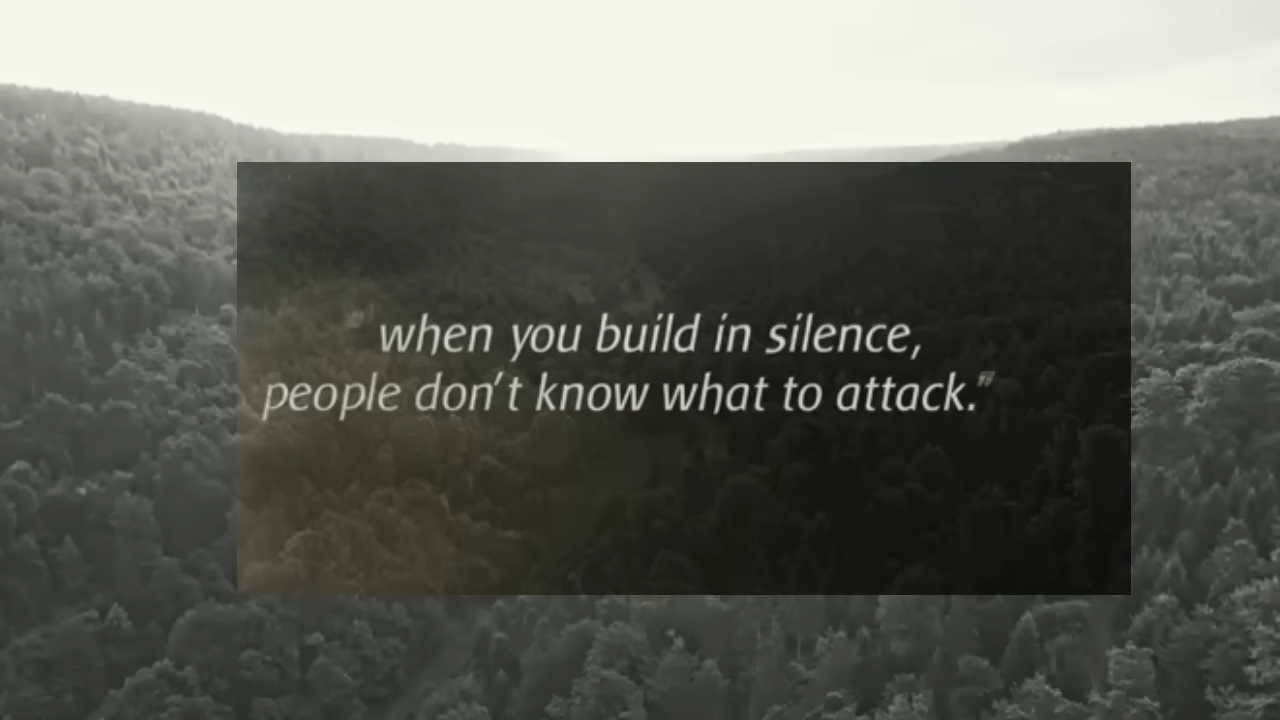 " when you build in silence,
people don't know what to attack."